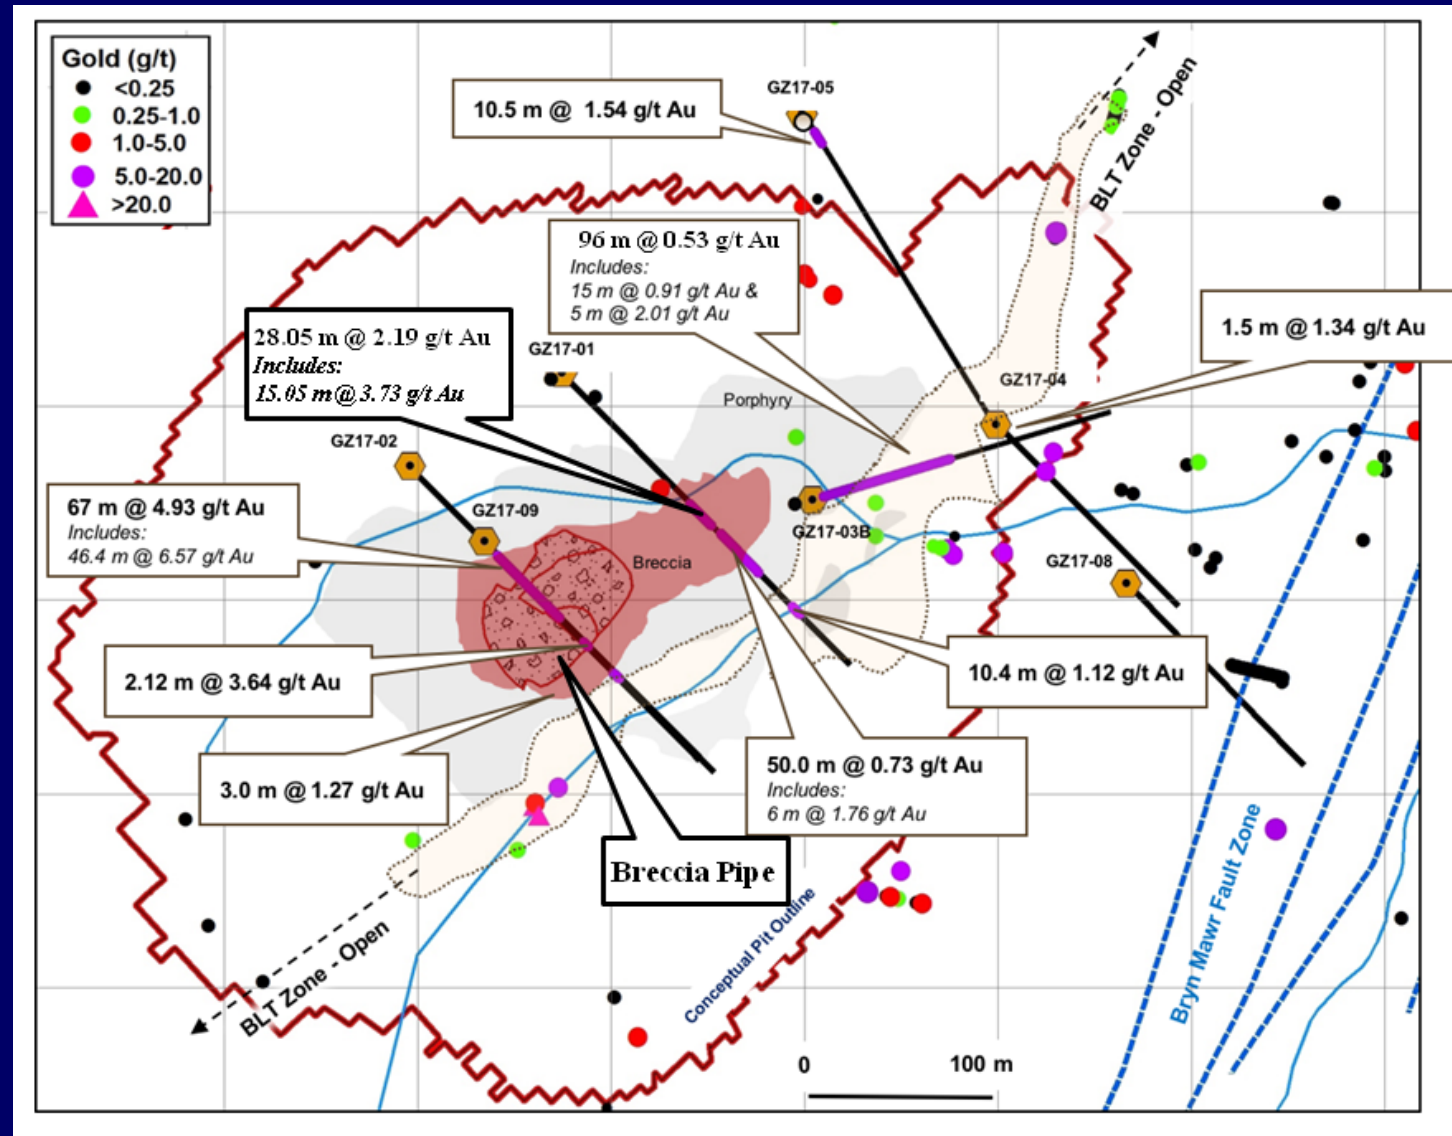 Gold (g/t)
<0.25
0.25-1.0
1.0-5.0
5.0-20.0
>20.0
10.5 m @ 1.54 g/t Au
GZ17-05
BLT Zone - Open
96 m @ 0.53 g/t Au
Includes:
15 m @ 0.91 g/t Au &
5 m @ 2.01 g/t Au
1.5 m @ 1.34 g/t Au
28.05 m @ 2.19 g/t Au
Includes:
15.05 m @ 3.73 g/t Au
GZ17-01
GZ17-04
Porphyry
GZ17-02
67 m @ 4.93 g/t Au
Includes:
46.4 m @ 6.57 g/t Au
GZ17-09
GZ17-03B
Breccia
GZ17-08
2.12 m @ 3.64 g/t Au
10.4 m @ 1.12 g/t Au
3.0 m @ 1.27 g/t Au
50.0 m @ 0.73 g/t Au
Includes:
6 m @ 1.76 g/t Au
Breccia Pipe
Bryn Mawr Fault Zone
BLT Zone - Open
Conceptual Pit Outline
0 100 m